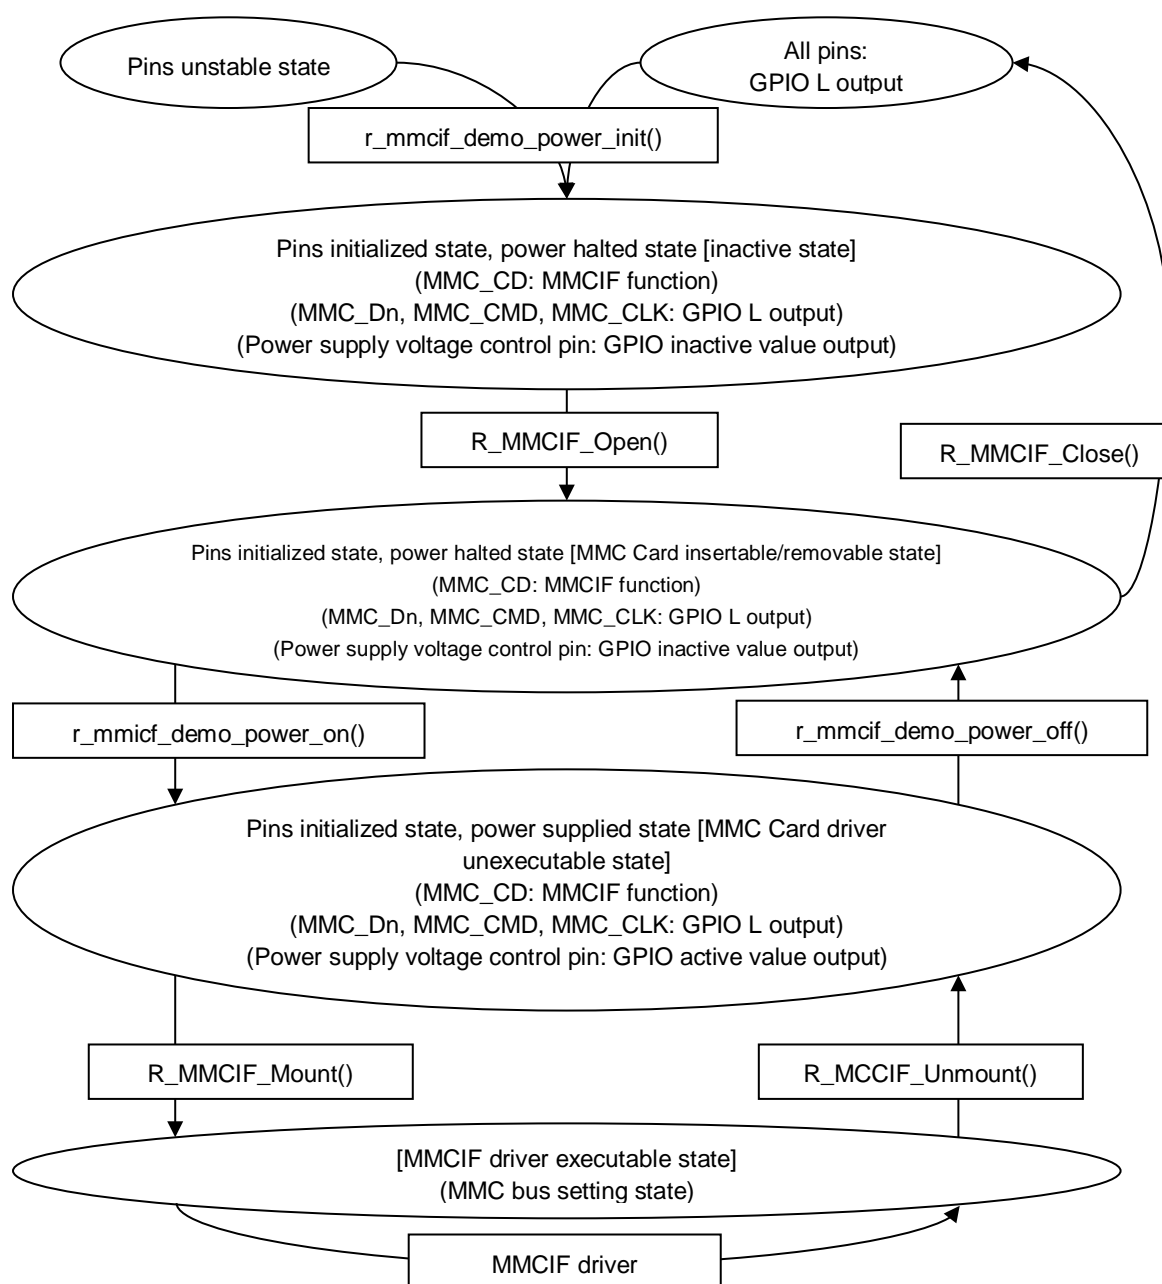 Pins unstable state
All pins:
GPIO L output
r_mmcif_demo_power_init()
Pins initialized state, power halted state [inactive state]
(MMC_CD: MMCIF function)
(MMC_Dn, MMC_CMD, MMC_CLK: GPIO L output)
(Power supply voltage control pin: GPIO inactive value output)
R_MMCIF_Open()
R_MMCIF_Close()
Pins initialized state, power halted state [MMC Card insertable/removable state]
(MMC_CD: MMCIF function)
(MMC_Dn, MMC_CMD, MMC_CLK: GPIO L output)
(Power supply voltage control pin: GPIO inactive value output)
r_mmicf_demo_power_on()
r_mmcif_demo_power_off()
Pins initialized state, power supplied state [MMC Card driver
unexecutable state]
(MMC_CD: MMCIF function)
(MMC_Dn, MMC_CMD, MMC_CLK: GPIO L output)
(Power supply voltage control pin: GPIO active value output)
R_MMCIF_Mount()
R_MCCIF_Unmount()
[MMCIF driver executable state]
(MMC bus setting state)
MMCIF driver